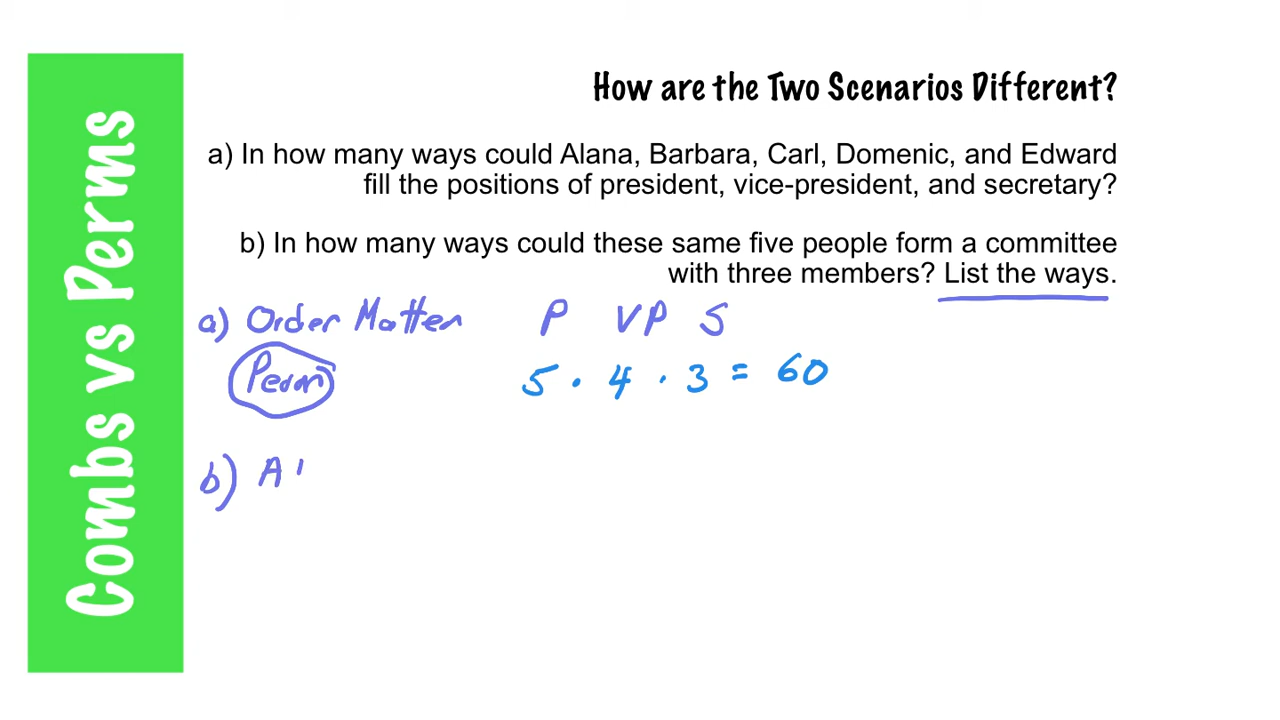 Combs vs Perms
How are the Two Scenarios Different?
a) In how many ways could Alana, Barbara, Carl, Domenic, and Edward
fill the positions of president, vice-president, and secretary?
b) In how many ways could these same five people form a committee
with three members? List the ways.
a) Order Matters P VP S
Perm 5 · 4 · 3 = 60
b) A